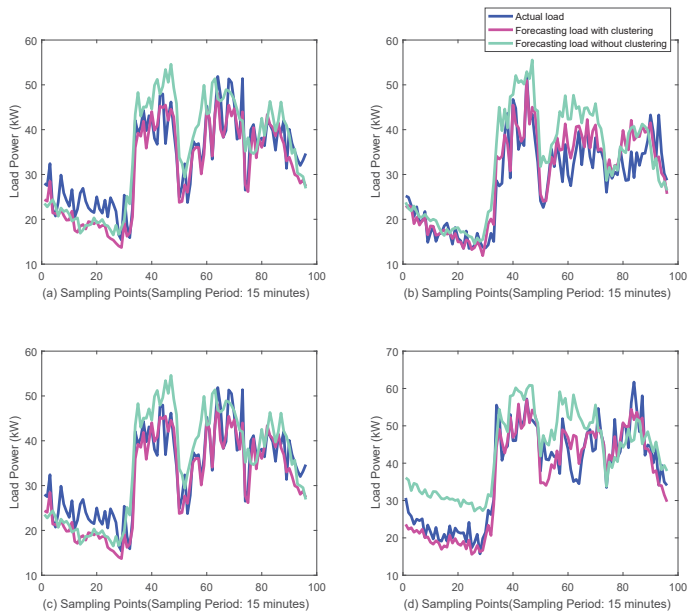 Actual load
Forecasting load with clustering
Forecasting load without clustering
60
50
40
30
20
10
Load Power (kW)
0 20 40 60 80 100
(a) Sampling Points(Sampling Period: 15 minutes)
60
50
40
30
20
10
Load Power (kW)
0 20 40 60 80 100
(b) Sampling Points(Sampling Period: 15 minutes)
60
50
40
30
20
10
Load Power (kW)
0 20 40 60 80 100
(c) Sampling Points(Sampling Period: 15 minutes)
70
60
50
40
30
20
10
Load Power (kW)
0 20 40 60 80 100
(d) Sampling Points(Sampling Period: 15 minutes)